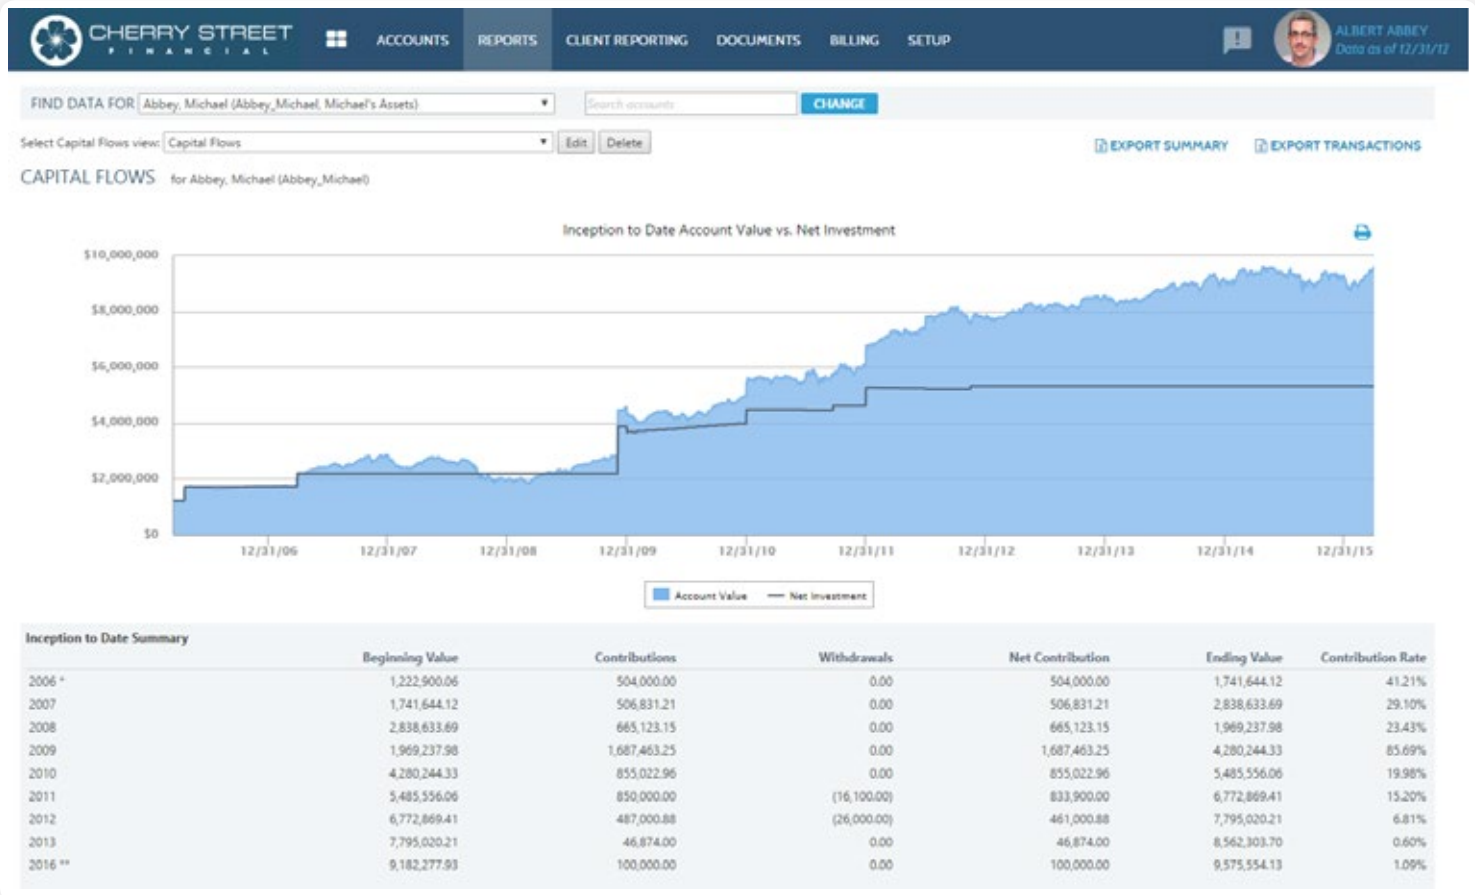 CHERRY STREET
FINANCIAL
ACCOUNTS
REPORTS
CLIENT REPORTING
DOCUMENTS
BILLING
SETUP
ALBERT ABBEY
Data as of 12/31/12
FIND DATA FOR Abbey, Michael (Abbey_Michael, Michael's Assets) Search accounts CHANGE
Select Capital Flows view: Capital Flows Edit Delete EXPORT SUMMARY EXPORT TRANSACTIONS
CAPITAL FLOWS for Abbey, Michael (Abbey_Michael)
Inception to Date Account Value vs. Net Investment
$10,000,000
$8,000,000
$6,000,000
$4,000,000
$2,000,000
$0
12/31/06 12/31/07 12/31/08 12/31/09 12/31/10 12/31/11 12/31/12 12/31/13 12/31/14 12/31/15
Account Value Net Investment
Inception to Date Summary
Beginning Value Contributions Withdrawals Net Contribution Ending Value Contribution Rate
2006 * 1,222,900.06 504,000.00 0.00 504,000.00 1,741,644.12 41.21%
2007 1,741,644.12 506,831.21 0.00 506,831.21 2,838,633.69 29.10%
2008 2,838,633.69 665,123.15 0.00 665,123.15 1,969,237.98 23.43%
2009 1,969,237.98 1,687,463.25 0.00 1,687,463.25 4,280,244.33 85.69%
2010 4,280,244.33 855,022.96 0.00 855,022.96 5,485,556.06 19.98%
2011 5,485,556.06 850,000.00 (16,100.00) 833,900.00 6,772,869.41 15.20%
2012 6,772,869.41 487,000.88 (26,000.00) 461,000.88 7,795,020.21 6.81%
2013 7,795,020.21 46,874.00 0.00 46,874.00 8,562,303.70 0.60%
2016 ** 9,182,277.93 100,000.00 0.00 100,000.00 9,575,554.13 1.09%